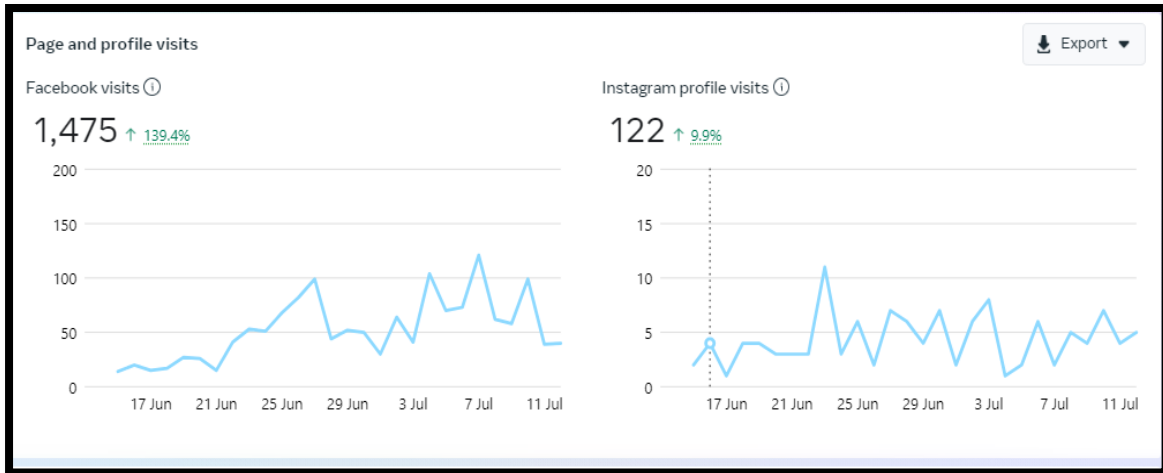 Page and profile visits
Export
Facebook visits
Instagram profile visits
1,475 ↑ 139.4%
122 ↑ 9.9%
200
150
100
50
0
17 Jun 21 Jun 25 Jun 29 Jun 3 Jul 7 Jul 11 Jul
20
15
10
5
0
17 Jun 21 Jun 25 Jun 29 Jun 3 Jul 7 Jul 11 Jul